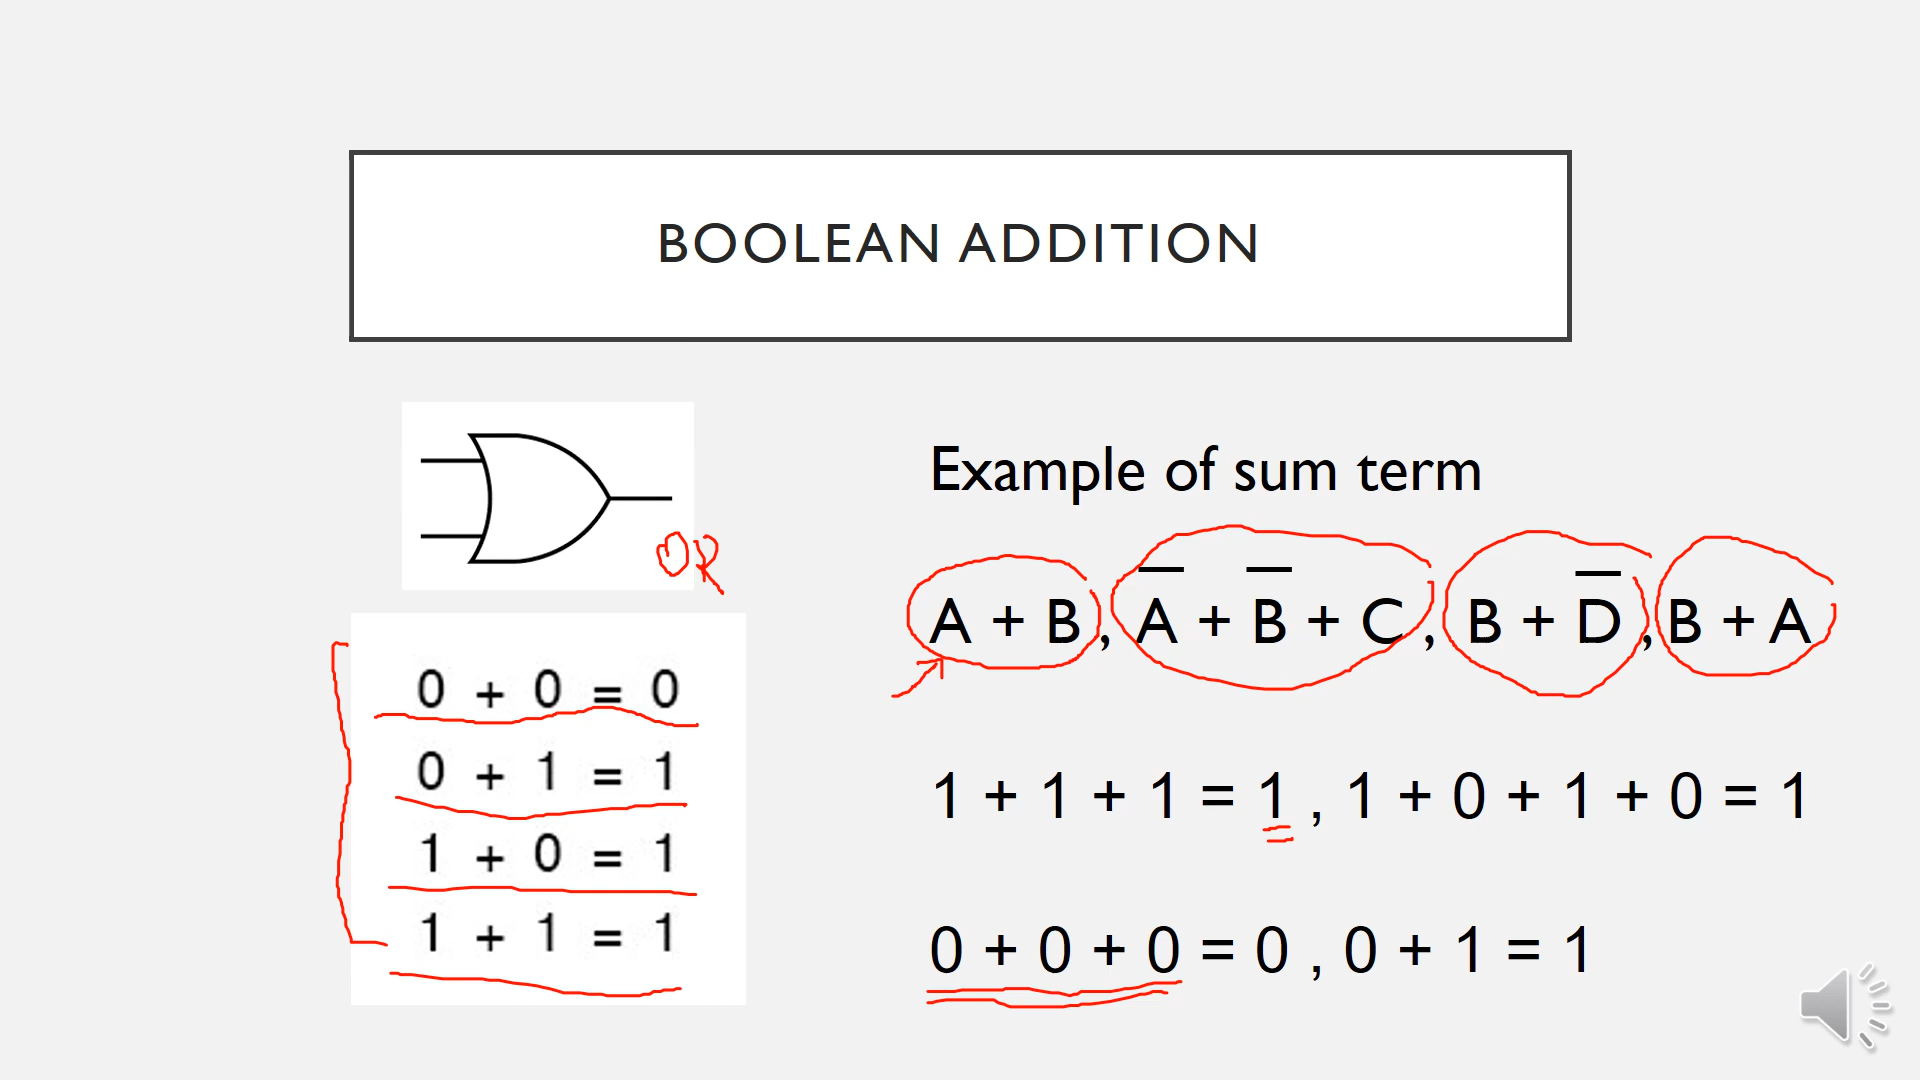 BOOLEAN ADDITION
OR
0 + 0 = 0
0 + 1 = 1
1 + 0 = 1
1 + 1 = 1
Example of sum term
A + B , A̅ + B̅ + C , B + D̅ , B + A
1 + 1 + 1 = 1 , 1 + 0 + 1 + 0 = 1
0 + 0 + 0 = 0 , 0 + 1 = 1